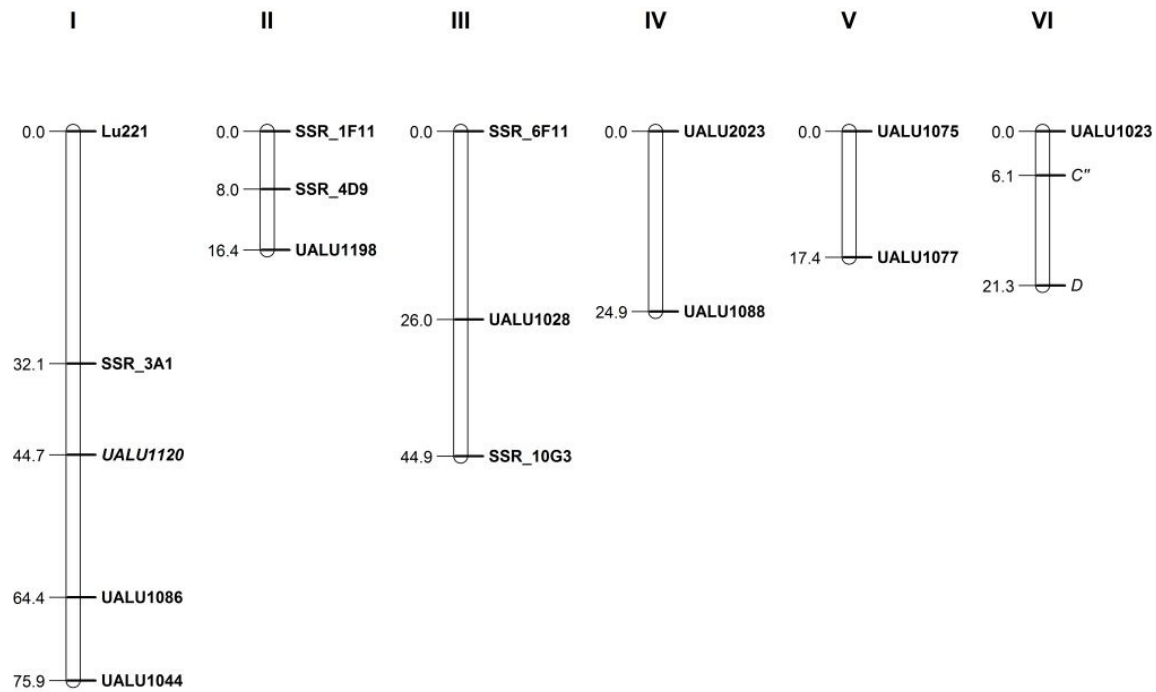 I II III IV V VI
0.0 Lu221 0.0 SSR_1F11 0.0 SSR_6F11 0.0 UALU2023 0.0 UALU1075 0.0 UALU1023
6.1 C"
8.0 SSR_4D9
16.4 UALU1198
17.4 UALU1077
21.3 D
24.9 UALU1088
26.0 UALU1028
32.1 SSR_3A1
44.7 UALU1120
44.9 SSR_10G3
64.4 UALU1086
75.9 UALU1044